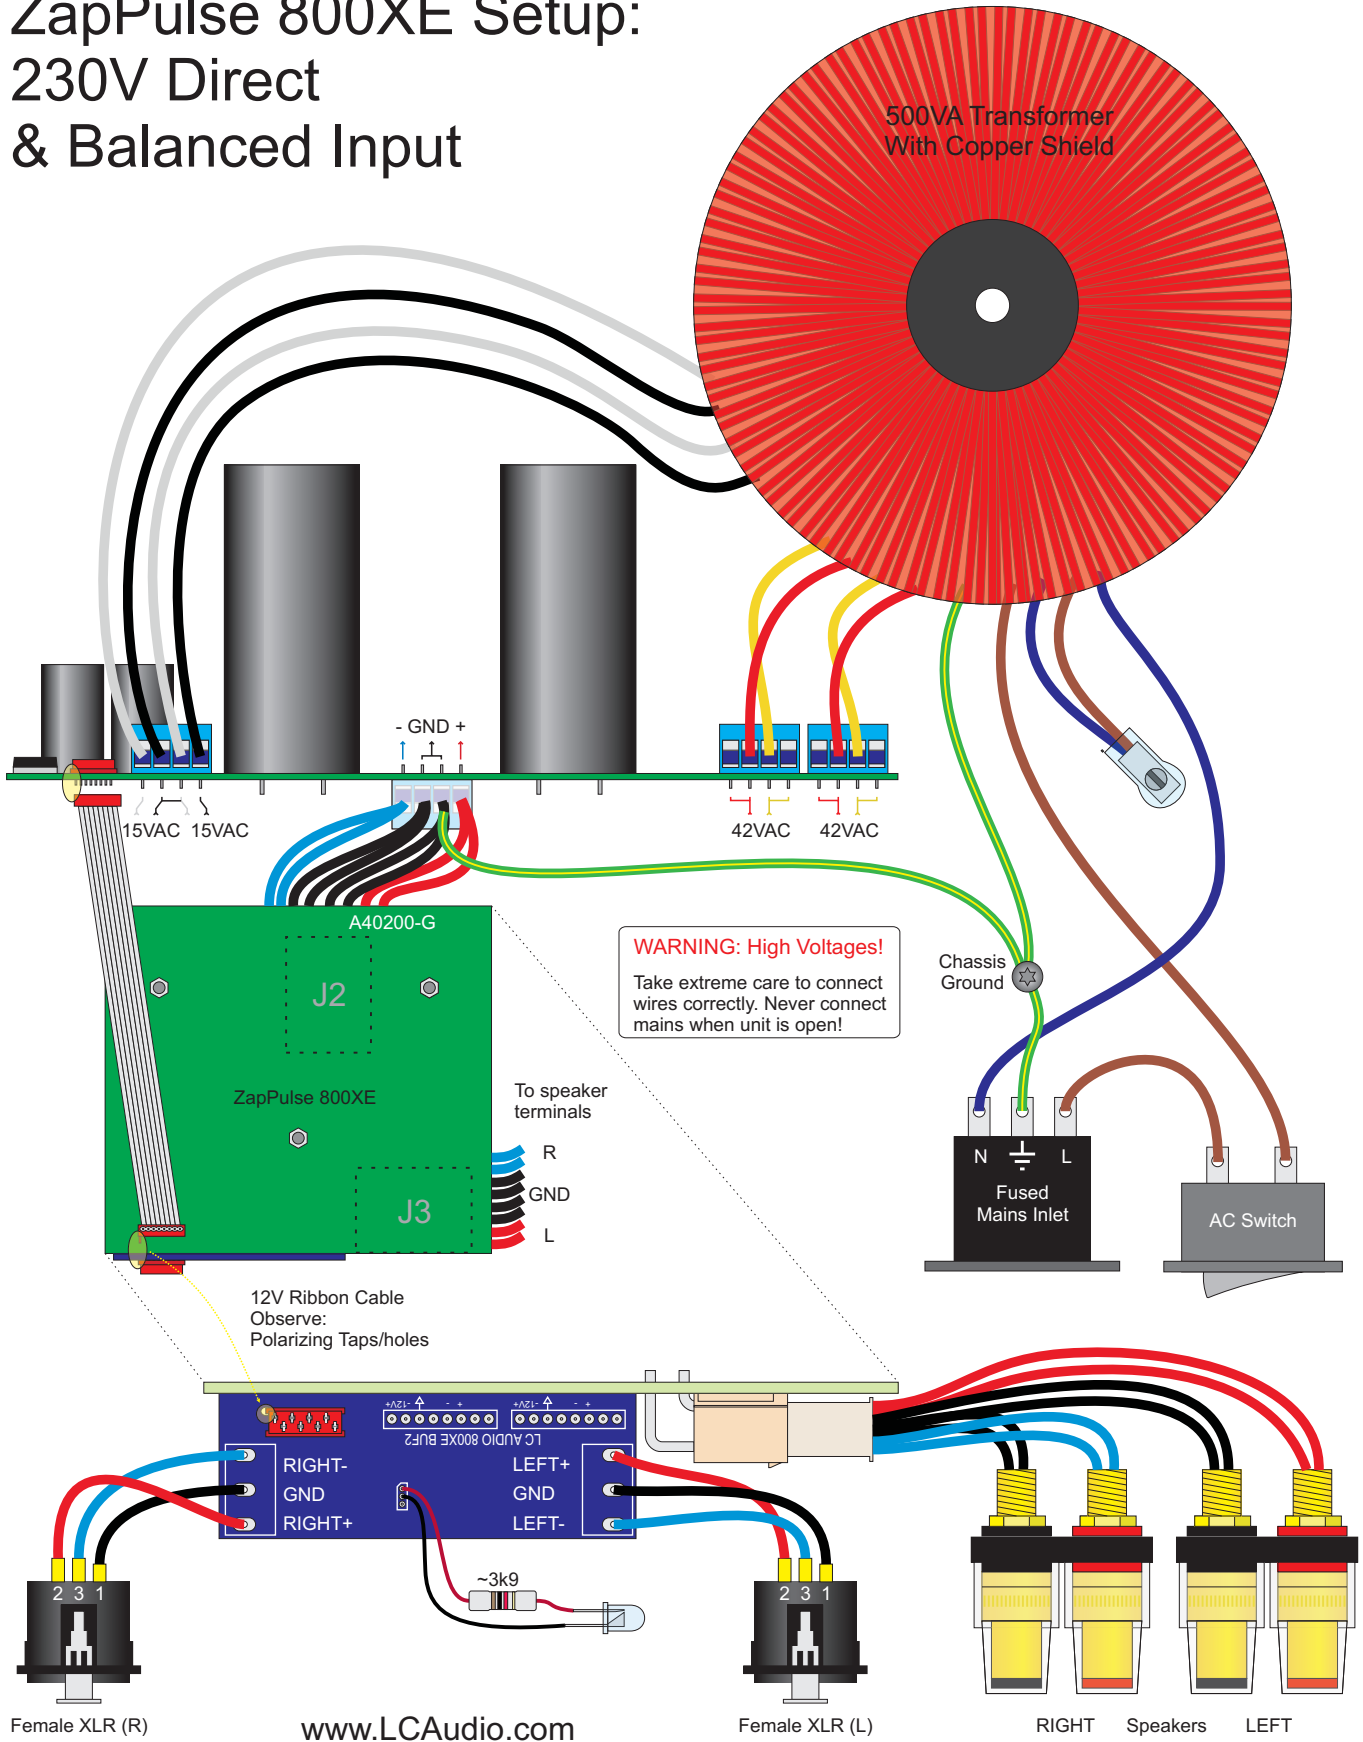 ZapPulse 800XE Setup:
230V Direct
& Balanced Input
500VA Transformer
With Copper Shield
- GND +
15VAC 15VAC
42VAC 42VAC
A40200-G
J2
ZapPulse 800XE
J3
WARNING: High Voltages!
Take extreme care to connect
wires correctly. Never connect
mains when unit is open!
Chassis
Ground
To speaker
terminals
R
GND
L
N L
Fused
Mains Inlet
AC Switch
12V Ribbon Cable
Observe:
Polarizing Taps/holes
+12V- - +
+12V- - +
LC AUDIO 800XE BUF2
RIGHT-
GND
RIGHT+
LEFT+
GND
LEFT-
~3k9
2 3 1
2 3 1
Female XLR (R)
www.LCAudio.com
Female XLR (L)
RIGHT Speakers LEFT